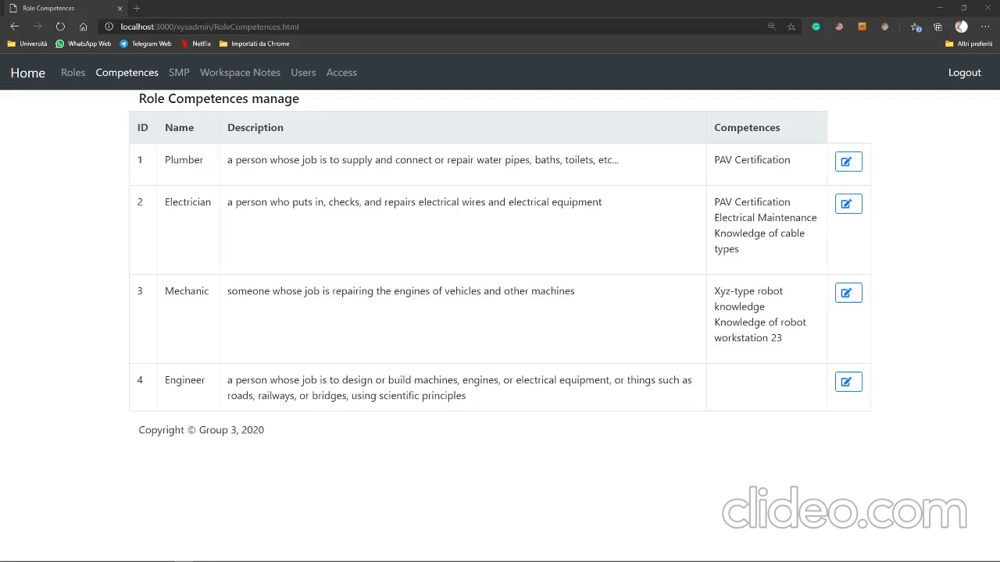 Role Competences
localhost:3000/sysadmin/RoleCompetences.html
Università WhatsApp Web Telegram Web Netflix Importati da Chrome Altri preferiti
Home Roles Competences SMP Workspace Notes Users Access Logout
Role Competences manage
ID Name Description Competences
1 Plumber a person whose job is to supply and connect or repair water pipes, baths, toilets, etc... PAV Certification
2 Electrician a person who puts in, checks, and repairs electrical wires and electrical equipment PAV Certification
Electrical Maintenance
Knowledge of cable
types
3 Mechanic someone whose job is repairing the engines of vehicles and other machines Xyz-type robot
knowledge
Knowledge of robot
workstation 23
4 Engineer a person whose job is to design or build machines, engines, or electrical equipment, or things such as
roads, railways, or bridges, using scientific principles
Copyright © Group 3, 2020
clideo.com